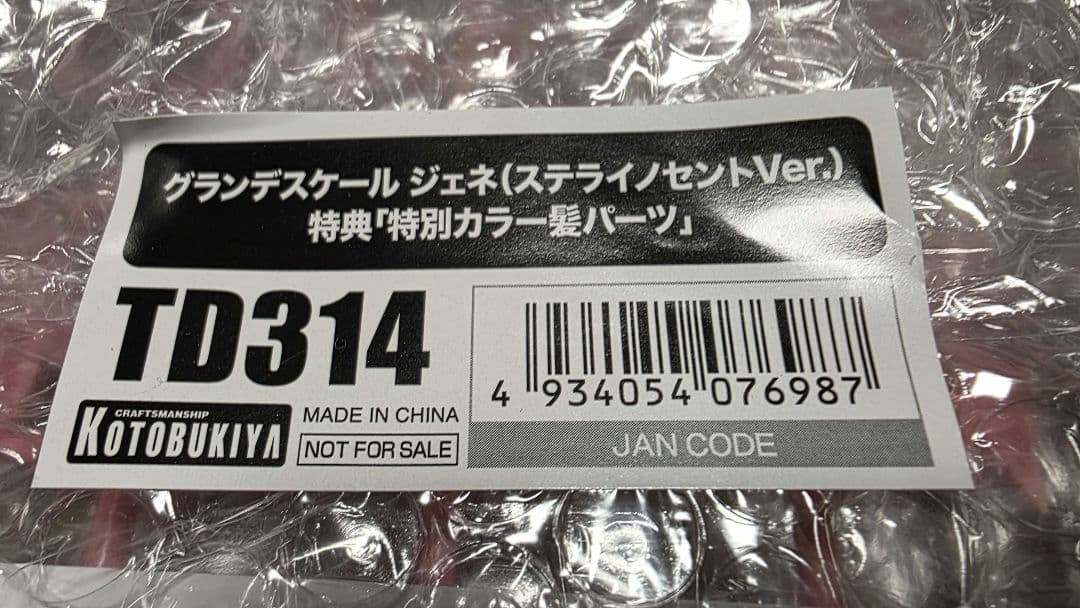 グランデスケール ジェネ(ステライノセントVer.)
特典「特別カラー髪パーツ」
TD314
CRAFTSMANSHIP
KOTOBUKIYA
MADE IN CHINA
NOT FOR SALE
4 934054 076987
JAN CODE